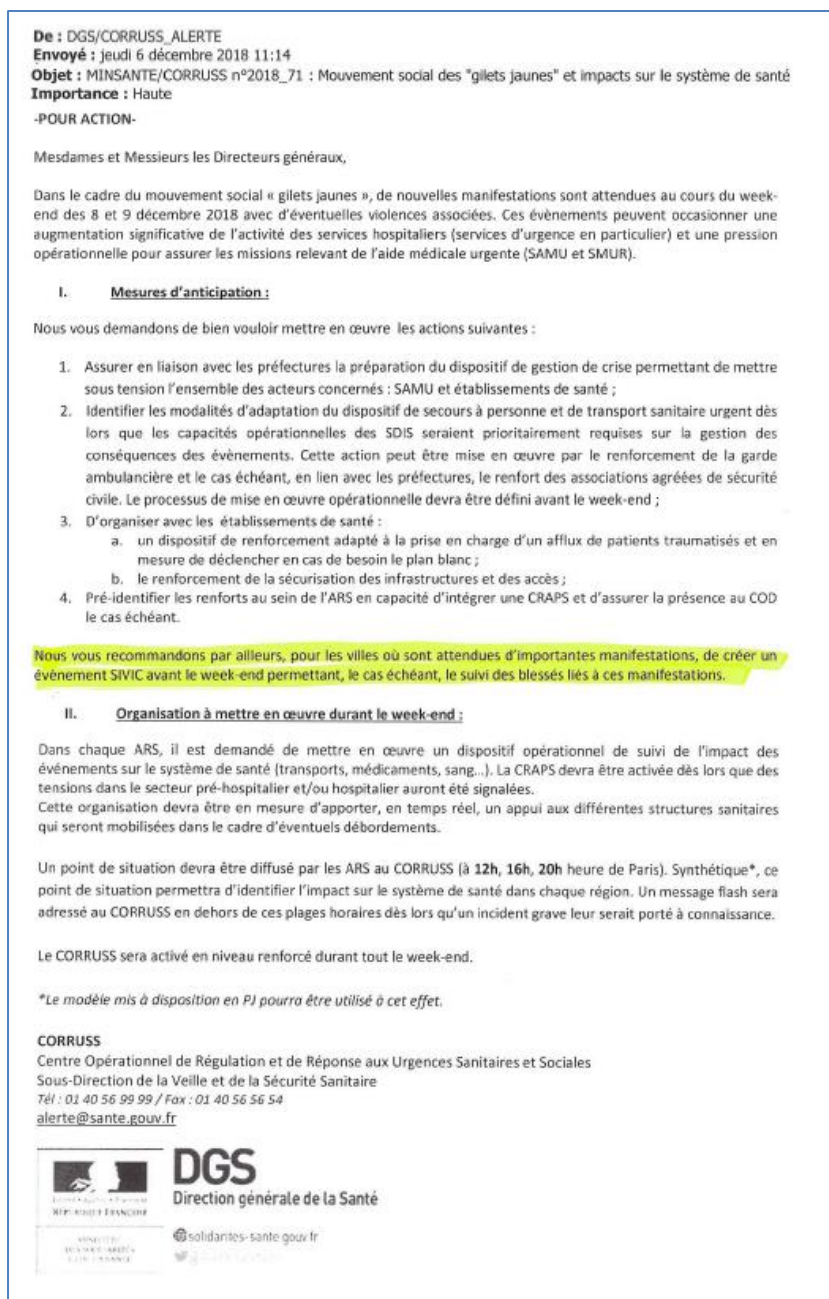 De : DGS/CORRUSS_ALERTE
Envoyé : jeudi 6 décembre 2018 11:14
Objet : MINSANTE/CORRUSS n°2018_71 : Mouvement social des "gilets jaunes" et impacts sur le système de santé
Importance : Haute
-POUR ACTION-
Mesdames et Messieurs les Directeurs généraux,
Dans le cadre du mouvement social « gilets jaunes », de nouvelles manifestations sont attendues au cours du week-
end des 8 et 9 décembre 2018 avec d'éventuelles violences associées. Ces évènements peuvent occasionner une
augmentation significative de l'activité des services hospitaliers (services d'urgence en particulier) et une pression
opérationnelle pour assurer les missions relevant de l'aide médicale urgente (SAMU et SMUR).
I. Mesures d'anticipation :
Nous vous demandons de bien vouloir mettre en œuvre les actions suivantes :
1. Assurer en liaison avec les préfectures la préparation du dispositif de gestion de crise permettant de mettre
sous tension l'ensemble des acteurs concernés : SAMU et établissements de santé ;
2. Identifier les modalités d'adaptation du dispositif de secours à personne et de transport sanitaire urgent dès
lors que les capacités opérationnelles des SDIS seraient prioritairement requises sur la gestion des
conséquences des évènements. Cette action peut être mise en œuvre par le renforcement de la garde
ambulancière et le cas échéant, en lien avec les préfectures, le renfort des associations agréées de sécurité
civile. Le processus de mise en œuvre opérationnelle devra être défini avant le week-end ;
3. D'organiser avec les établissements de santé :
a. un dispositif de renforcement adapté à la prise en charge d'un afflux de patients traumatisés et en
mesure de déclencher en cas de besoin le plan blanc ;
b. le renforcement de la sécurisation des infrastructures et des accès ;
4. Pré-identifier les renforts au sein de l'ARS en capacité d'intégrer une CRAPS et d'assurer la présence au COD
le cas échéant.
Nous vous recommandons par ailleurs, pour les villes où sont attendues d'importantes manifestations, de créer un
évènement SIVIC avant le week-end permettant, le cas échéant, le suivi des blessés liés à ces manifestations.
II. Organisation à mettre en œuvre durant le week-end :
Dans chaque ARS, il est demandé de mettre en œuvre un dispositif opérationnel de suivi de l'impact des
événements sur le système de santé (transports, médicaments, sang...). La CRAPS devra être activée dès lors que des
tensions dans le secteur pré-hospitalier et/ou hospitalier auront été signalées.
Cette organisation devra être en mesure d'apporter, en temps réel, un appui aux différentes structures sanitaires
qui seront mobilisées dans le cadre d'éventuels débordements.
Un point de situation devra être diffusé par les ARS au CORRUSS (à 12h, 16h, 20h heure de Paris). Synthétique*, ce
point de situation permettra d'identifier l'impact sur le système de santé dans chaque région. Un message flash sera
adressé au CORRUSS en dehors de ces plages horaires dès lors qu'un incident grave leur serait porté à connaissance.
Le CORRUSS sera activé en niveau renforcé durant tout le week-end.
*Le modèle mis à disposition en PJ pourra être utilisé à cet effet.
CORRUSS
Centre Opérationnel de Régulation et de Réponse aux Urgences Sanitaires et Sociales
Sous-Direction de la Veille et de la Sécurité Sanitaire
Tél : 01 40 56 99 99 / Fax : 01 40 56 56 54
alerte@sante.gouv.fr
DGS
Direction générale de la Santé
RÉPUBLIQUE FRANÇAISE
solidarites-sante.gouv.fr